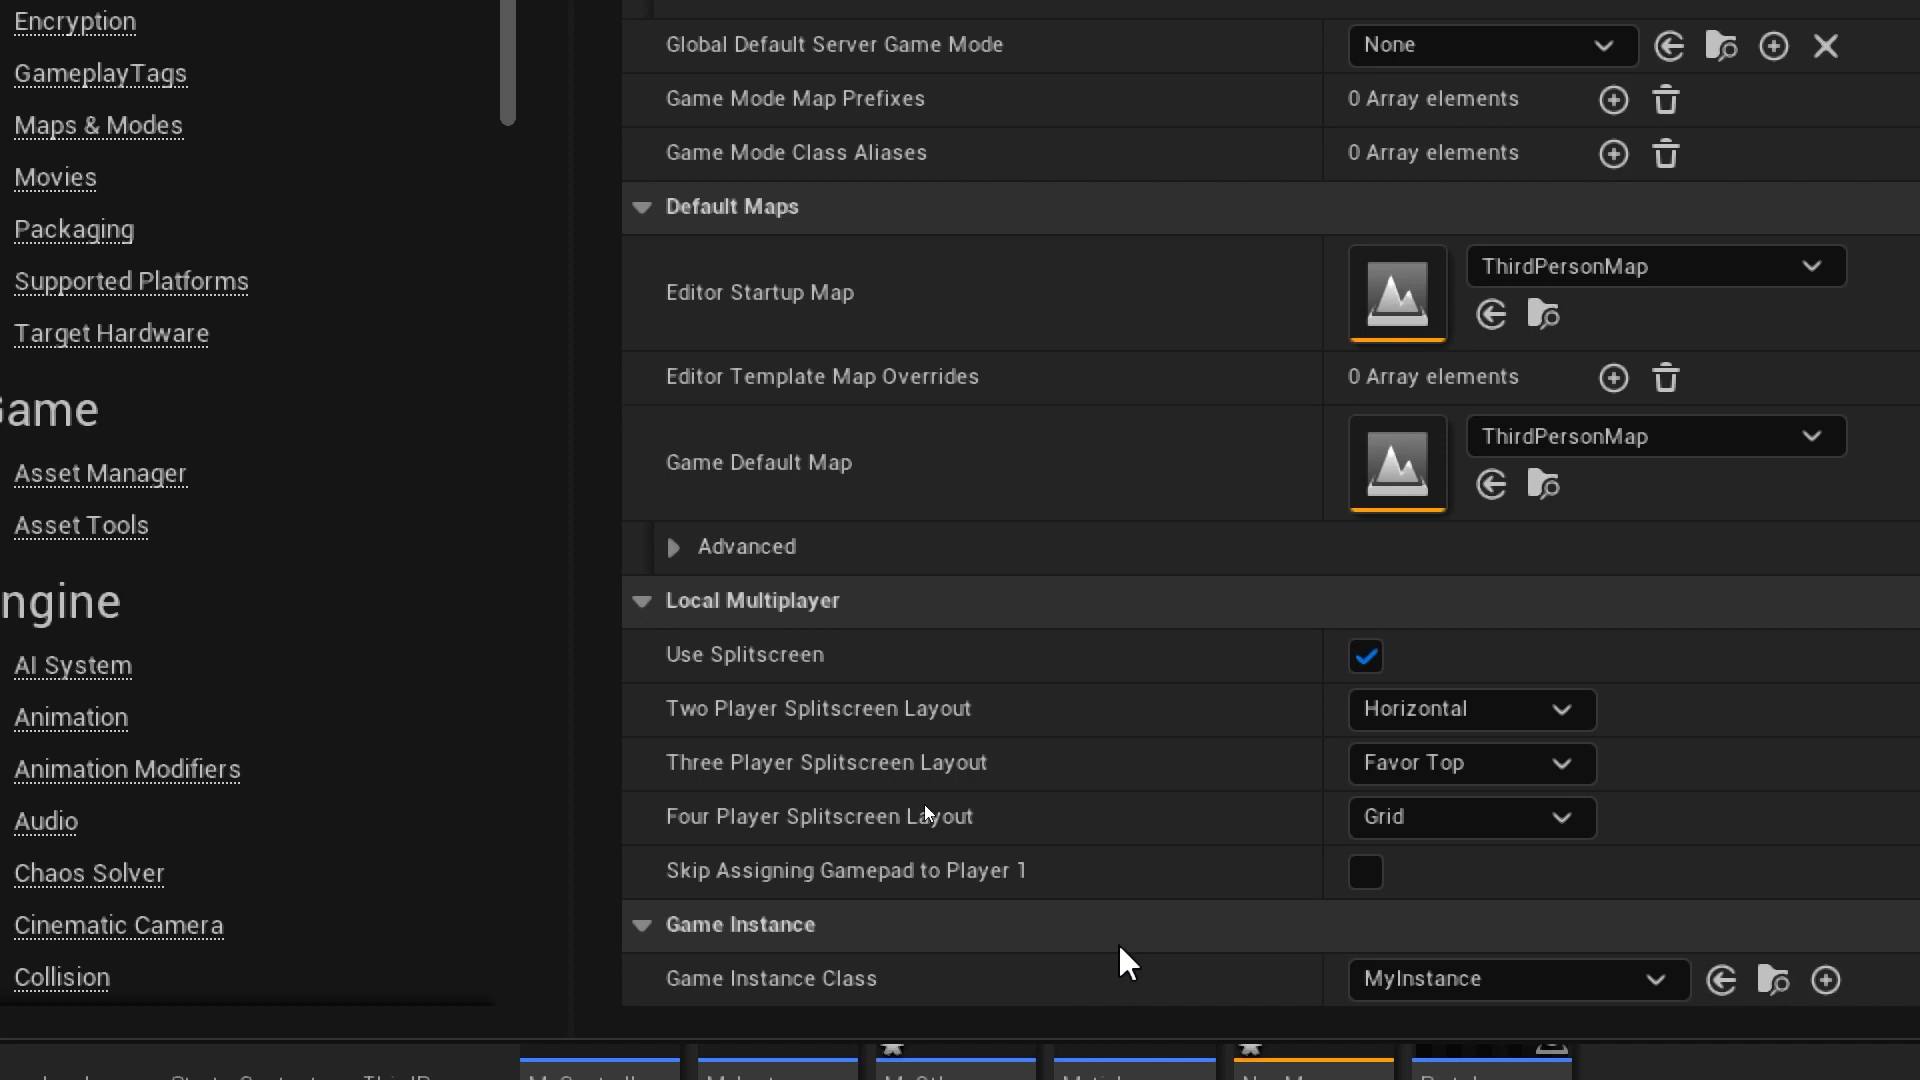 Encryption
GameplayTags
Maps & Modes
Movies
Packaging
Supported Platforms
Target Hardware
Game
Asset Manager
Asset Tools
ngine
AI System
Animation
Animation Modifiers
Audio
Chaos Solver
Cinematic Camera
Collision
Global Default Server Game Mode
None
Game Mode Map Prefixes
0 Array elements
Game Mode Class Aliases
0 Array elements
Default Maps
Editor Startup Map
ThirdPersonMap
Editor Template Map Overrides
0 Array elements
Game Default Map
ThirdPersonMap
Advanced
Local Multiplayer
Use Splitscreen
Two Player Splitscreen Layout
Horizontal
Three Player Splitscreen Layout
Favor Top
Four Player Splitscreen Layout
Grid
Skip Assigning Gamepad to Player 1
Game Instance
Game Instance Class
MyInstance